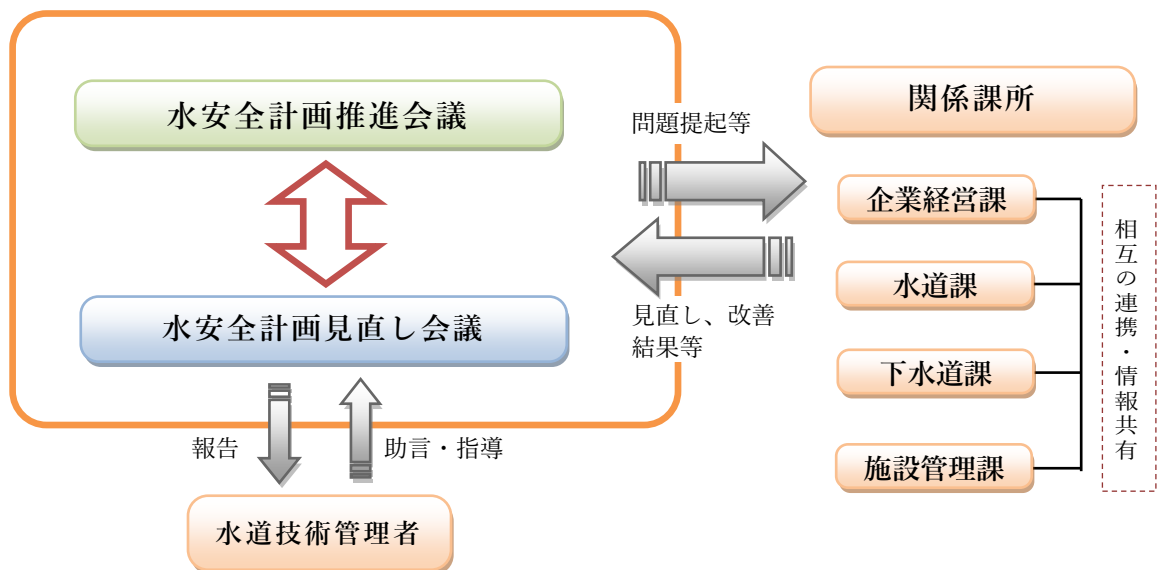 水安全計画推進会議
水安全計画見直し会議
報告
助言・指導
水道技術管理者
問題提起等
見直し、改善
結果等
関係課所
企業経営課
水道課
下水道課
施設管理課
相互の連携・情報共有